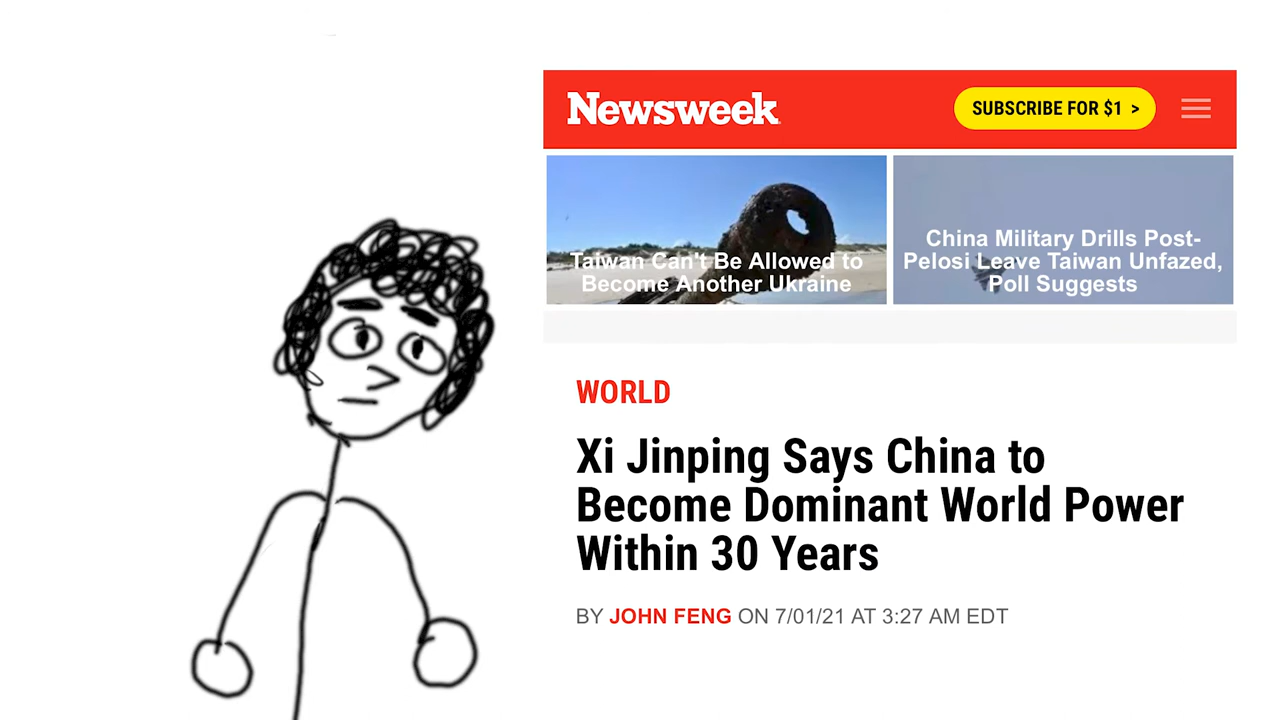 Newsweek
SUBSCRIBE FOR $1 >
Taiwan Can't Be Allowed to
Become Another Ukraine
China Military Drills Post-
Pelosi Leave Taiwan Unfazed,
Poll Suggests
WORLD
Xi Jinping Says China to
Become Dominant World Power
Within 30 Years
BY JOHN FENG ON 7/01/21 AT 3:27 AM EDT